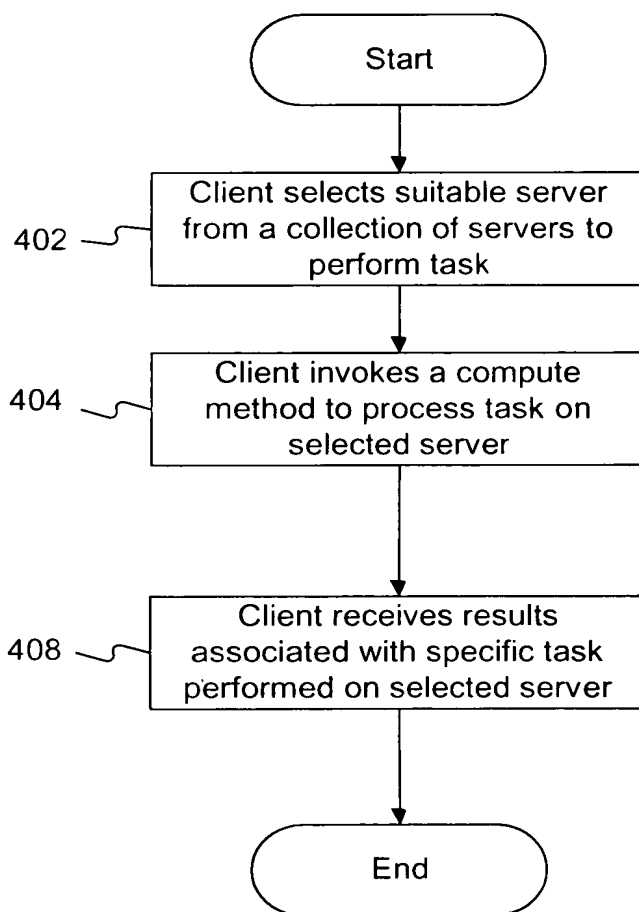 Start
Client selects suitable server
from a collection of servers to
perform task
402
Client invokes a compute
method to process task on
selected server
404
Client receives results
associated with specific task
performed on selected server
408
End